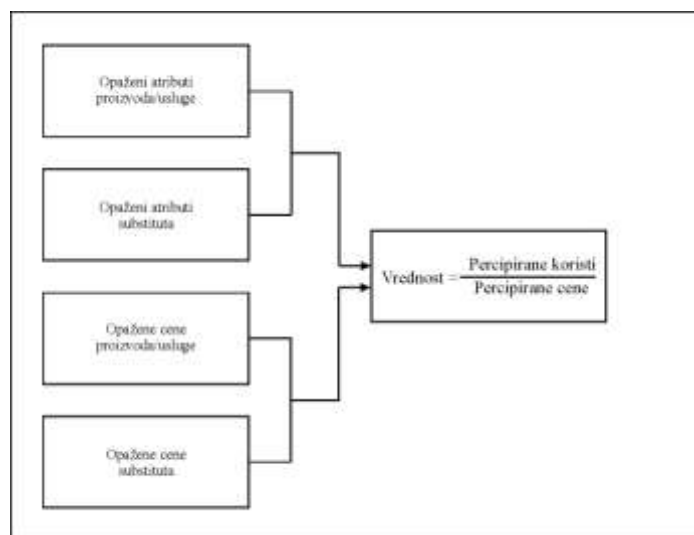 Opaženi atributi
proizvoda/usluge
Opaženi atributi
substituta
Opažene cene
proizvoda/usluge
Opažene cene
substituta
Vrednost = Percipirane koristi
Percipirane cene